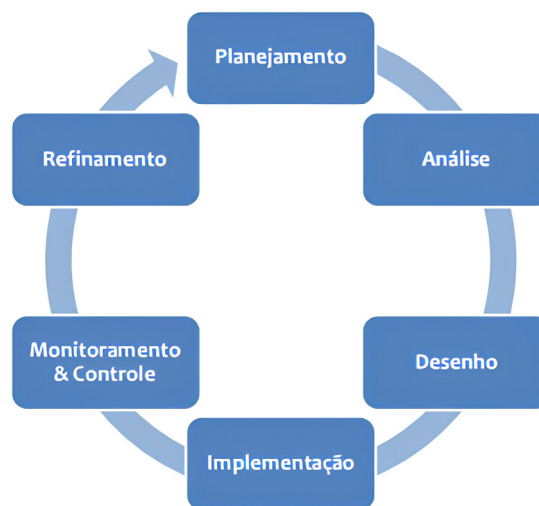 Planejamento
Análise
Desenho
Implementação
Monitoramento
& Controle
Refinamento